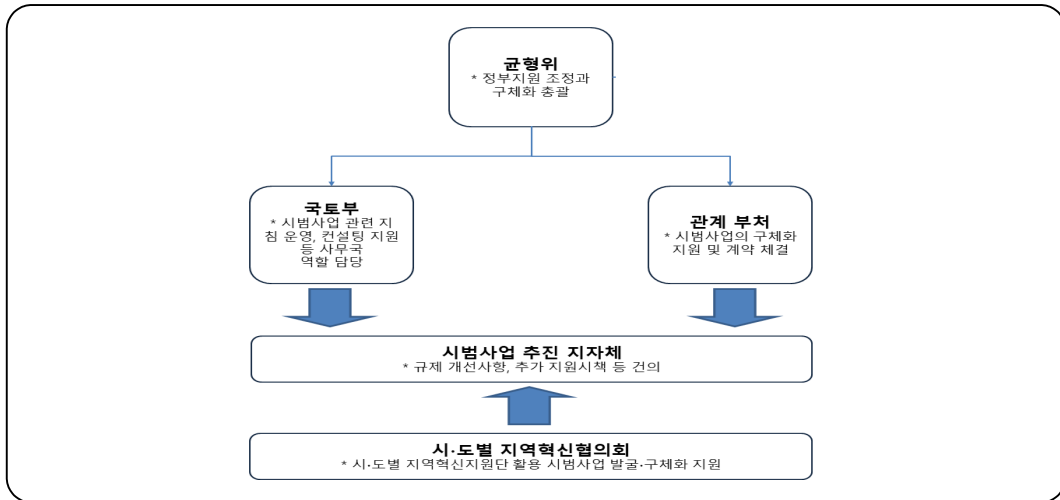 균형위
* 정부지원 조정과
구체화 총괄
국토부
* 시범사업 관련 지
침 운영, 컨설팅 지원
등 사무국
역할 담당
관계 부처
* 시범사업의 구체화
지원 및 계약 체결
시범사업 추진 지자체
* 규제 개선사항, 추가 지원시책 등 건의
시·도별 지역혁신협의회
* 시·도별 지역혁신지원단 활용 시범사업 발굴·구체화 지원